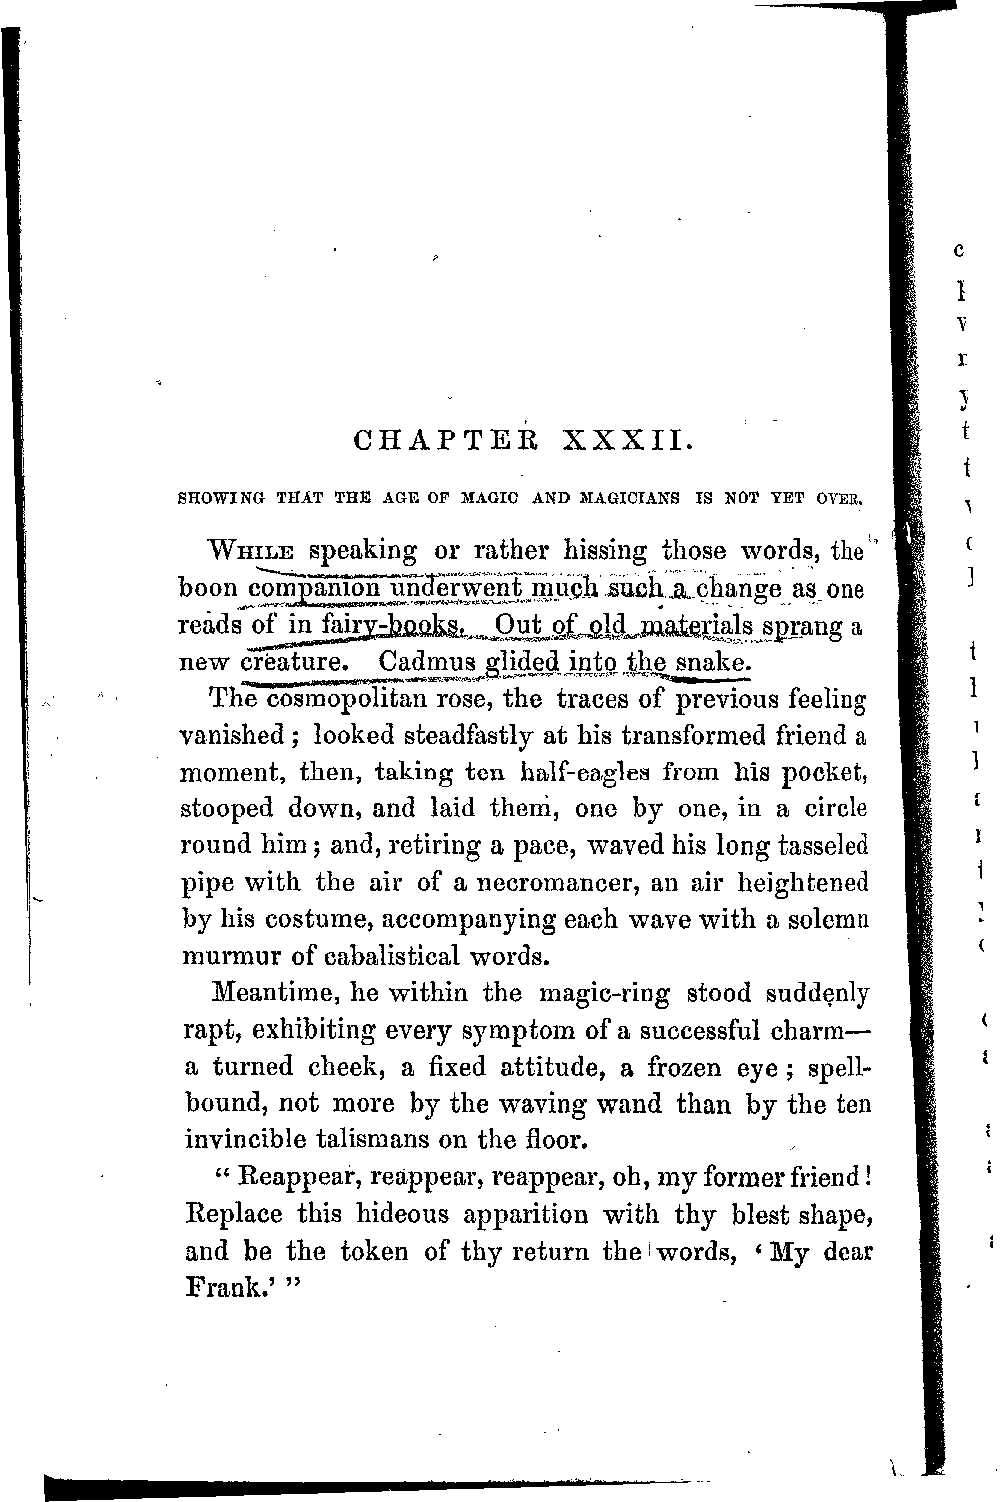 CHAPTER XXXII.
SHOWING THAT THE AGE OF MAGIC AND MAGICIANS IS NOT YET OVER.
WHILE speaking or rather hissing those words, the
boon companion underwent much such a change as one
reads of in fairy-books. Out of old materials sprang a
new creature. Cadmus glided into the snake.
The cosmopolitan rose, the traces of previous feeling
vanished; looked steadfastly at his transformed friend a
moment, then, taking ten half-eagles from his pocket,
stooped down, and laid them, one by one, in a circle
round him; and, retiring a pace, waved his long tasseled
pipe with the air of a necromancer, an air heightened
by his costume, accompanying each wave with a solemn
murmur of cabalistical words.
Meantime, he within the magic-ring stood suddenly
rapt, exhibiting every symptom of a successful charm—
a turned cheek, a fixed attitude, a frozen eye; spell-
bound, not more by the waving wand than by the ten
invincible talismans on the floor.
"Reappear, reappear, reappear, oh, my former friend!
Replace this hideous apparition with thy blest shape,
and be the token of thy return the words, 'My dear
Frank.'"